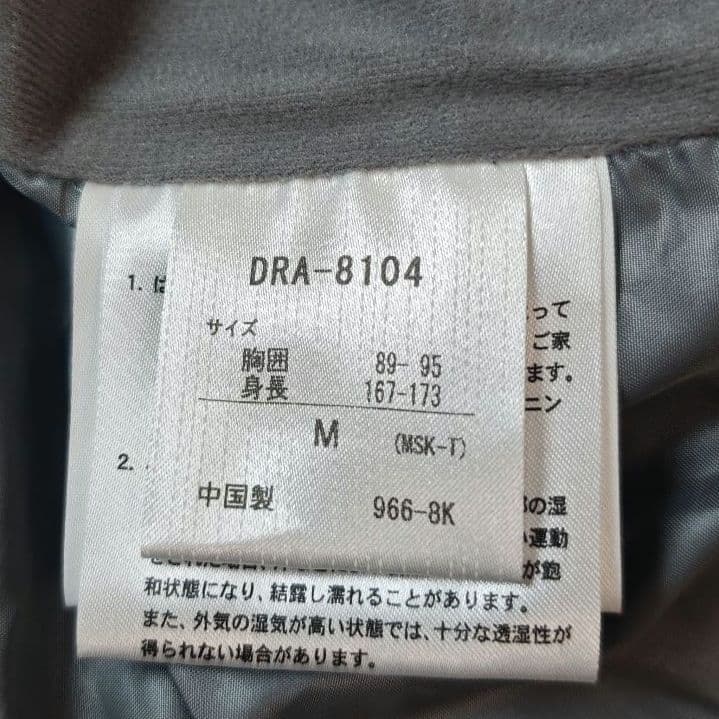 DRA-8104
サイズ
胸囲 89- 95
身長 167-173
M (MSK-T)
中国製 966-8K
1. は
って
ご家
ます。
ニン
2.
の湿
運動
が飽
和状態になり、結露し濡れることがあります。
また、外気の湿気が高い状態では、十分な透湿性が
得られない場合があります。